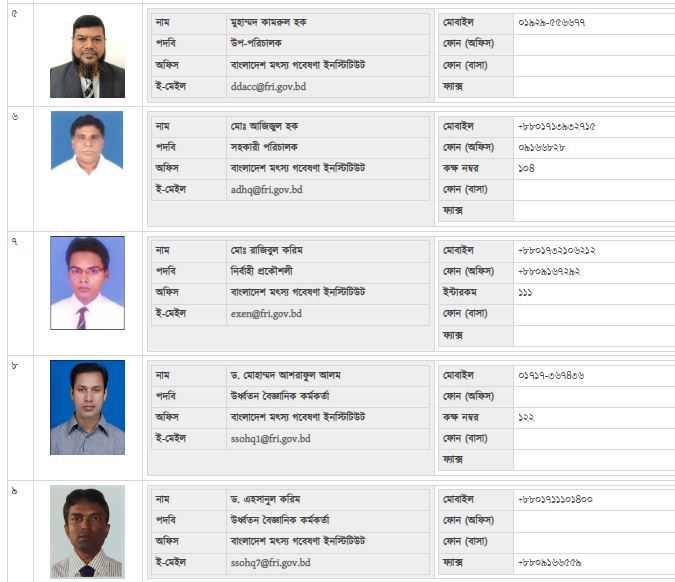 ৫
নাম মুহাম্মদ কামরুল হক মোবাইল ০১৯২৯-৫৫৬৬৭৭
পদবি উপ-পরিচালক ফোন (অফিস)
অফিস বাংলাদেশ মৎস্য গবেষণা ইনস্টিটিউট ফোন (বাসা)
ই-মেইল ddacc@fri.gov.bd ফ্যাক্স
৬
নাম মোঃ আজিজুল হক মোবাইল +৮৮০১৭১৩৯৩২৭১৫
পদবি সহকারী পরিচালক ফোন (অফিস) ০৯১৬৬৮২৮
অফিস বাংলাদেশ মৎস্য গবেষণা ইনস্টিটিউট কক্ষ নম্বর ১০৪
ই-মেইল adhq@fri.gov.bd ফোন (বাসা)
ফ্যাক্স
৭
নাম মোঃ রাজিবুল করিম মোবাইল +৮৮০১৭৩২১০৬২১২
পদবি নির্বাহী প্রকৌশলী ফোন (অফিস) +৮৮০৯১৬৭২৯২
অফিস বাংলাদেশ মৎস্য গবেষণা ইনস্টিটিউট ইন্টারকম ১১১
ই-মেইল exen@fri.gov.bd ফোন (বাসা)
ফ্যাক্স
৮
নাম ড. মোহাম্মদ আশরাফুল আলম মোবাইল ০১৭১৭-৩৬৭৪৩৬
পদবি উর্ধ্বতন বৈজ্ঞানিক কর্মকর্তা ফোন (অফিস)
অফিস বাংলাদেশ মৎস্য গবেষণা ইনস্টিটিউট কক্ষ নম্বর ১২২
ই-মেইল ssohq1@fri.gov.bd ফোন (বাসা)
ফ্যাক্স
৯
নাম ড. এহসানুল করিম মোবাইল +৮৮০১৭১১১০১৪০০
পদবি উর্ধ্বতন বৈজ্ঞানিক কর্মকর্তা ফোন (অফিস)
অফিস বাংলাদেশ মৎস্য গবেষণা ইনস্টিটিউট ফোন (বাসা)
ই-মেইল ssohq7@fri.gov.bd ফ্যাক্স +৮৮০৯১৬৬৫৫৯